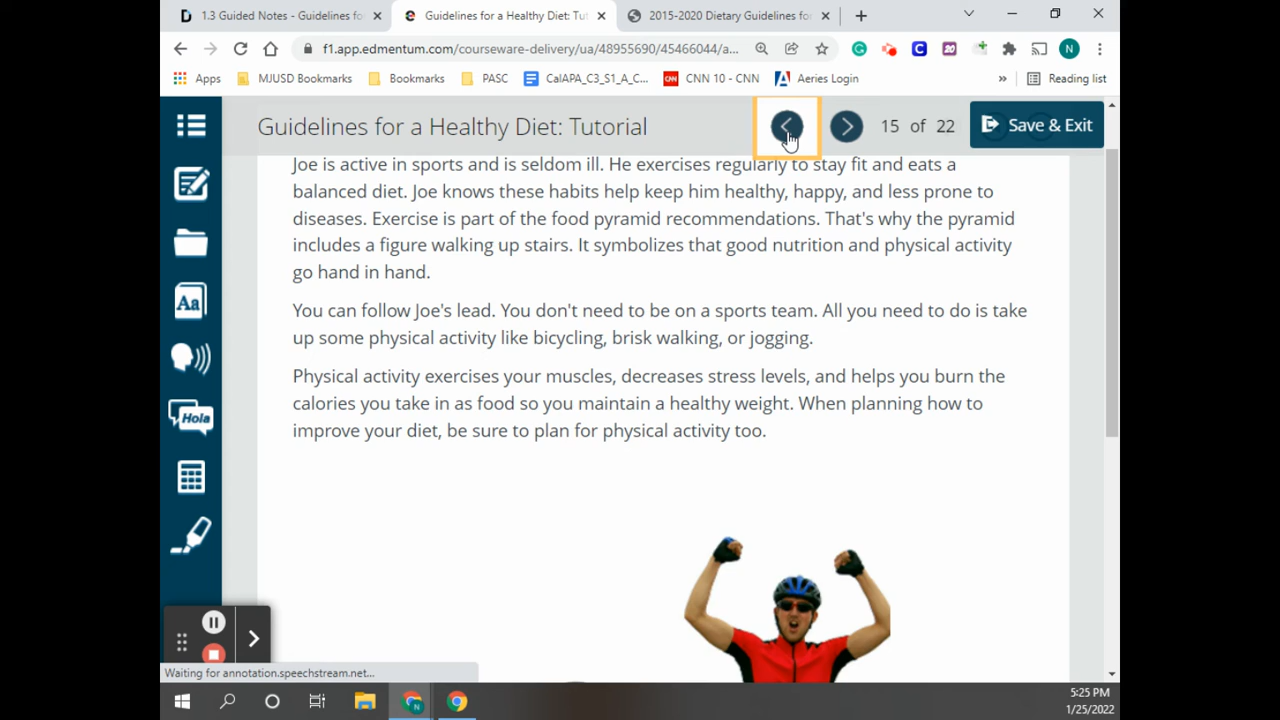 1.3 Guided Notes - Guidelines fo
Guidelines for a Healthy Diet: Tut
2015-2020 Dietary Guidelines for
f1.app.edmentum.com/courseware-delivery/ua/48955690/45466044/a...
Apps
MJUSD Bookmarks
Bookmarks
PASC
CalAPA_C3_S1_A_C...
CNN 10 - CNN
Aeries Login
»
Reading list
Guidelines for a Healthy Diet: Tutorial
15 of 22
Save & Exit
Joe is active in sports and is seldom ill. He exercises regularly to stay fit and eats a
balanced diet. Joe knows these habits help keep him healthy, happy, and less prone to
diseases. Exercise is part of the food pyramid recommendations. That's why the pyramid
includes a figure walking up stairs. It symbolizes that good nutrition and physical activity
go hand in hand.
You can follow Joe's lead. You don't need to be on a sports team. All you need to do is take
up some physical activity like bicycling, brisk walking, or jogging.
Physical activity exercises your muscles, decreases stress levels, and helps you burn the
calories you take in as food so you maintain a healthy weight. When planning how to
improve your diet, be sure to plan for physical activity too.
Aa
Hola
Waiting for annotation.speechstream.net...
5:25 PM
1/25/2022